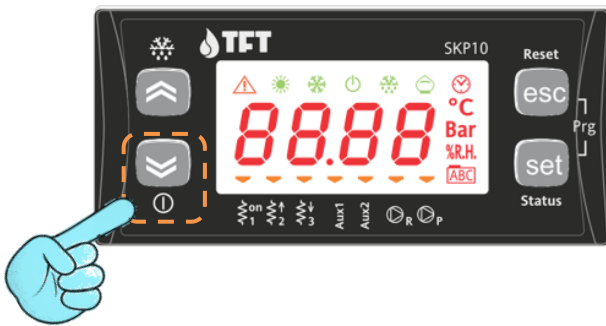 TFT
SKP10
Reset
esc
°C
88.88
Bar
%R.H.
ABC
Prg
set
Status
on
1 2 3
Aux1
Aux2
R P